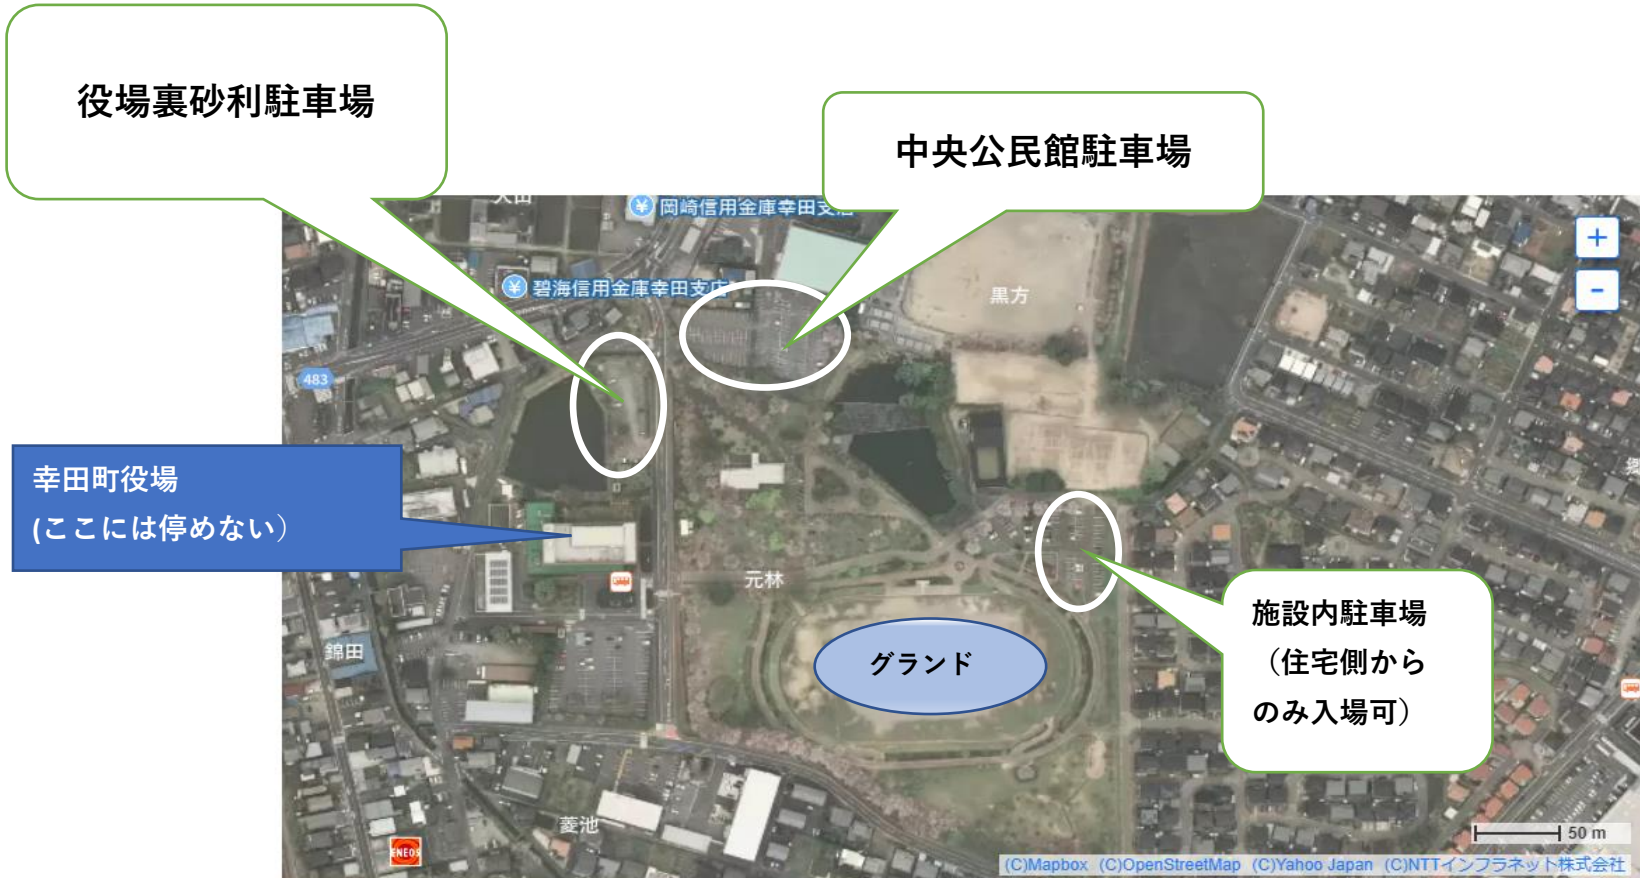 役場裏砂利駐車場
中央公民館駐車場
岡崎信用金庫幸田支店
碧海信用金庫幸田支店
黒方
+
-
483
幸田町役場
(ここには停めない）
元林
グランド
施設内駐車場
（住宅側から
のみ入場可）
錦田
菱池
ENEOS
50 m
(C)Mapbox (C)OpenStreetMap (C)Yahoo Japan (C)NTTインフラネット株式会社